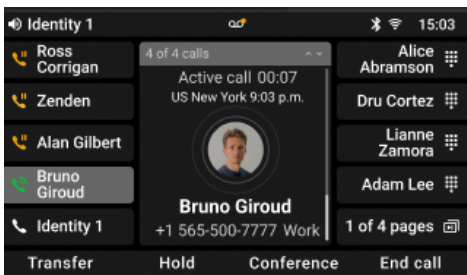 Identity 1
15:03
Ross
Corrigan
Zenden
Alan Gilbert
Bruno
Giroud
Identity 1
4 of 4 calls
Active call 00:07
US New York 9:03 p.m.
Bruno Giroud
+1 565-500-7777 Work
Alice
Abramson
Dru Cortez
Lianne
Zamora
Adam Lee
1 of 4 pages
Transfer Hold Conference End call